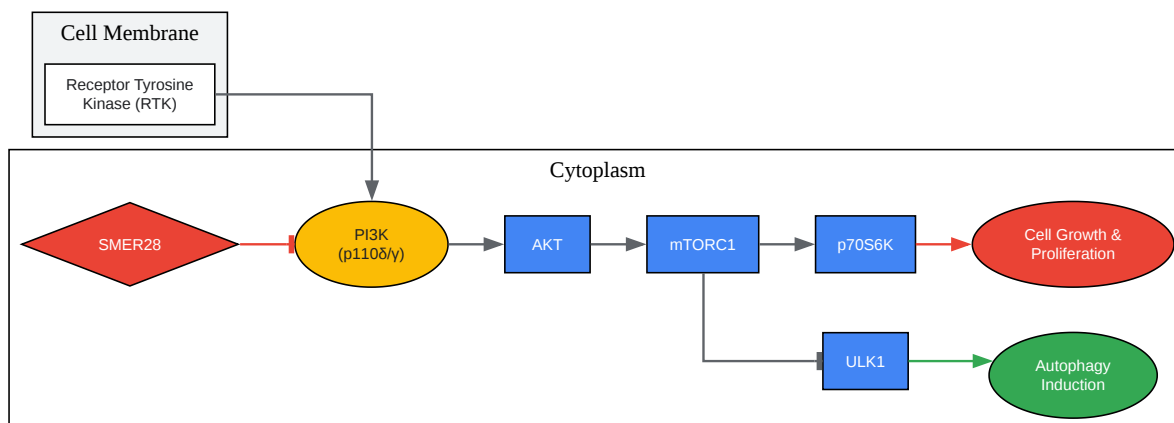 Cell Membrane
Receptor Tyrosine
Kinase (RTK)
Cytoplasm
SMER28
PI3K
(p110δ/γ)
AKT
mTORC1
p70S6K
Cell Growth &
Proliferation
ULK1
Autophagy
Induction